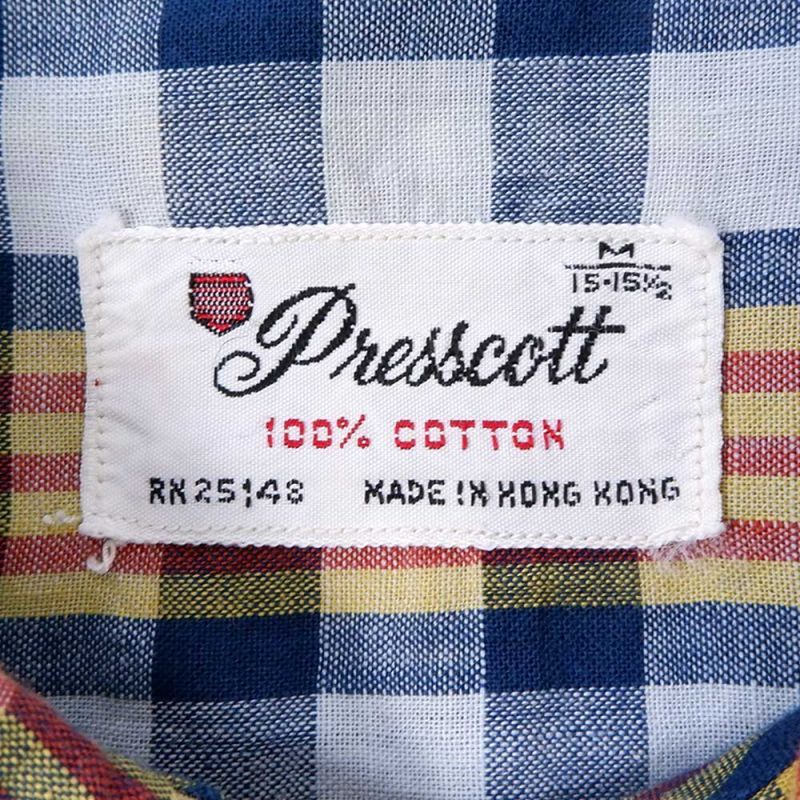 M
15-15½
Presscott
100% COTTON
RN 25148 MADE IN HONG KONG